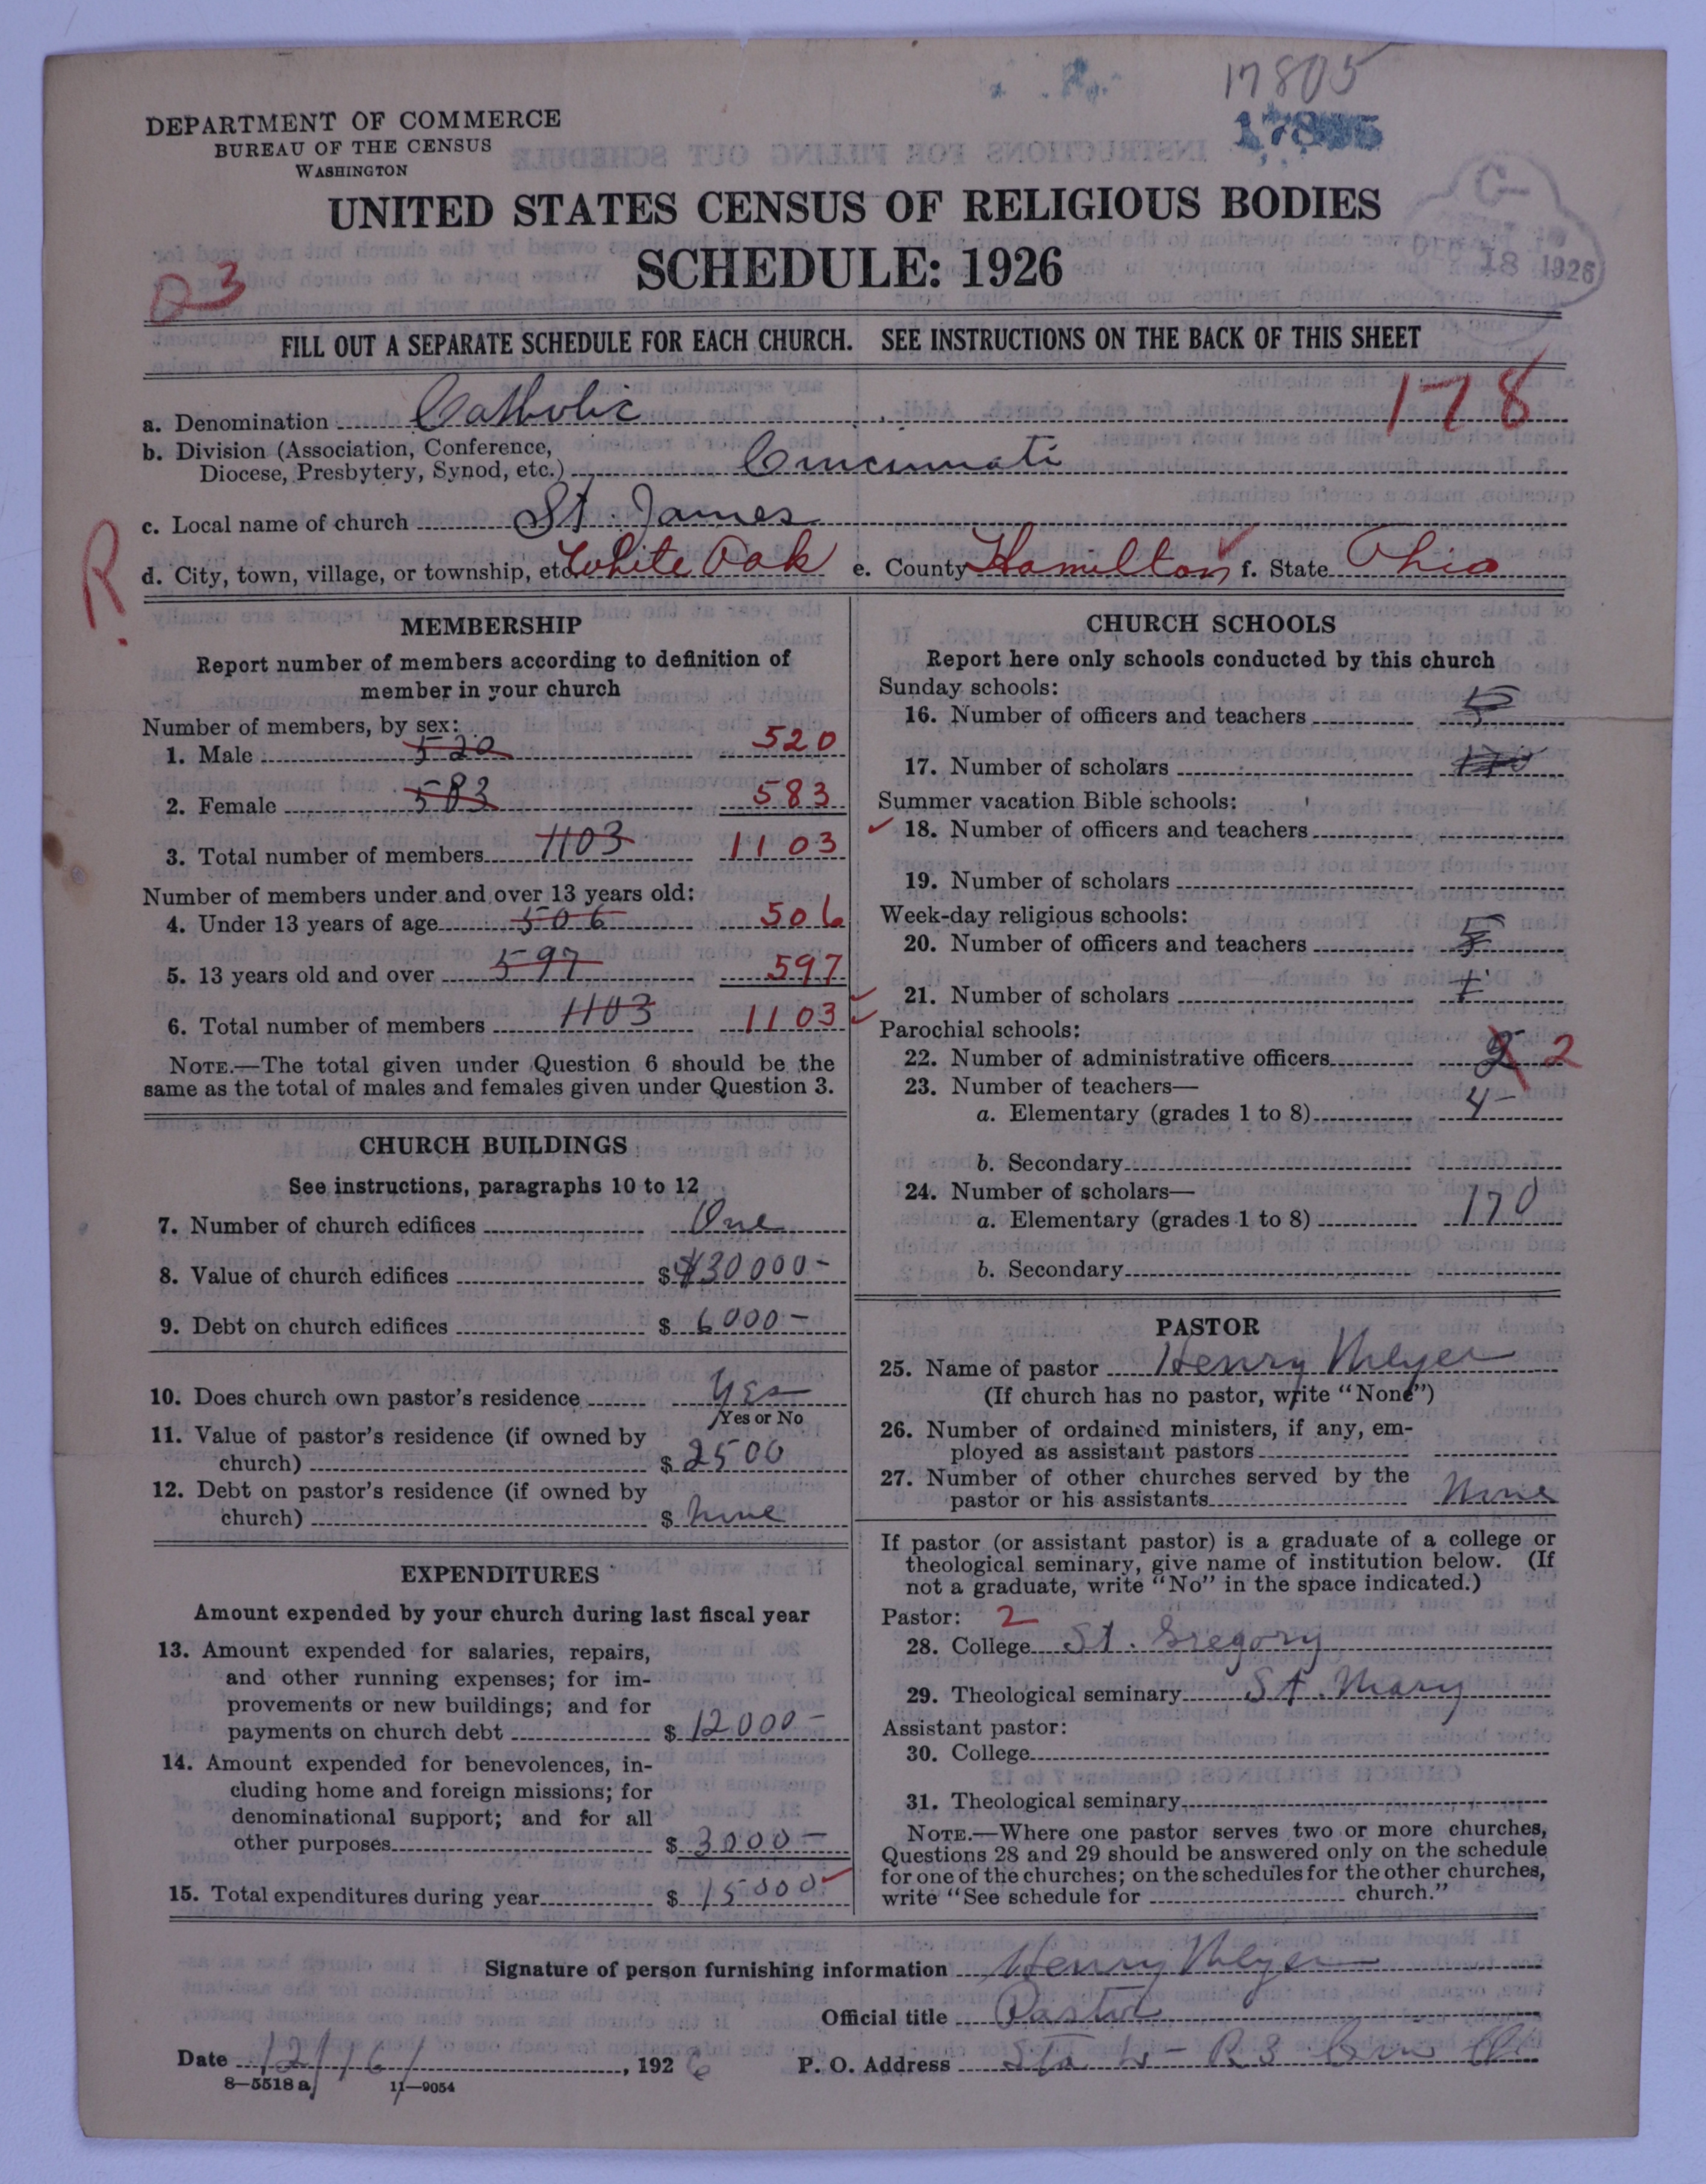 17805
17805
DEPARTMENT OF COMMERCE
BUREAU OF THE CENSUS
WASHINGTON
UNITED STATES CENSUS OF RELIGIOUS BODIES
SCHEDULE: 1926
18 1926
FILL OUT A SEPARATE SCHEDULE FOR EACH CHURCH. SEE INSTRUCTIONS ON THE BACK OF THIS SHEET
178
a. Denomination Catholic
b. Division (Association, Conference,
Diocese, Presbytery, Synod, etc.) Cincinnati
c. Local name of church St. James
R
d. City, town, village, or township, etc. White Oak e. County Hamilton f. State Ohio
MEMBERSHIP
Report number of members according to definition of
member in your church
Number of members, by sex:
1. Male 520 520
2. Female 583 583
3. Total number of members 1103 1103
Number of members under and over 13 years old:
4. Under 13 years of age 506 506
5. 13 years old and over 597 597
6. Total number of members 1103 1103
NOTE.—The total given under Question 6 should be the
same as the total of males and females given under Question 3.
CHURCH BUILDINGS
See instructions, paragraphs 10 to 12
7. Number of church edifices One
8. Value of church edifices $ $30000-
9. Debt on church edifices $ 6000-
10. Does church own pastor's residence Yes
Yes or No
11. Value of pastor's residence (if owned by
church) $ 2500
12. Debt on pastor's residence (if owned by
church) $ None
EXPENDITURES
Amount expended by your church during last fiscal year
13. Amount expended for salaries, repairs,
and other running expenses; for im-
provements or new buildings; and for
payments on church debt $ 12000-
14. Amount expended for benevolences, in-
cluding home and foreign missions; for
denominational support; and for all
other purposes $ 3000-
15. Total expenditures during year $ 15000
CHURCH SCHOOLS
Report here only schools conducted by this church
Sunday schools:
16. Number of officers and teachers 5
17. Number of scholars 170
Summer vacation Bible schools:
18. Number of officers and teachers
19. Number of scholars
Week-day religious schools:
20. Number of officers and teachers
21. Number of scholars
Parochial schools:
22. Number of administrative officers 2 2
23. Number of teachers—
a. Elementary (grades 1 to 8) 4-
b. Secondary
24. Number of scholars—
a. Elementary (grades 1 to 8) 170
b. Secondary
PASTOR
25. Name of pastor Henry Meyer
(If church has no pastor, write "None")
26. Number of ordained ministers, if any, em-
ployed as assistant pastors
27. Number of other churches served by the
pastor or his assistants None
If pastor (or assistant pastor) is a graduate of a college or
theological seminary, give name of institution below. (If
not a graduate, write "No" in the space indicated.)
Pastor: 2
28. College St. Gregory
29. Theological seminary St. Mary
Assistant pastor:
30. College
31. Theological seminary
NOTE.—Where one pastor serves two or more churches,
Questions 28 and 29 should be answered only on the schedule
for one of the churches; on the schedules for the other churches,
write "See schedule for church."
Signature of person furnishing information Henry Meyer
Official title Pastor
Date 12/16/, 1926 P. O. Address Sta R3 Cin O
8—5518 a 11—9054